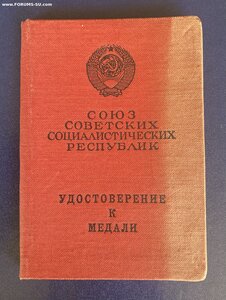 www.FORUMS-SU.com
СОЮЗ
СОВЕТСКИХ
СОЦИАЛИСТИЧЕСКИХ
РЕСПУБЛИК
УДОСТОВЕРЕНИЕ
К
МЕДАЛИ